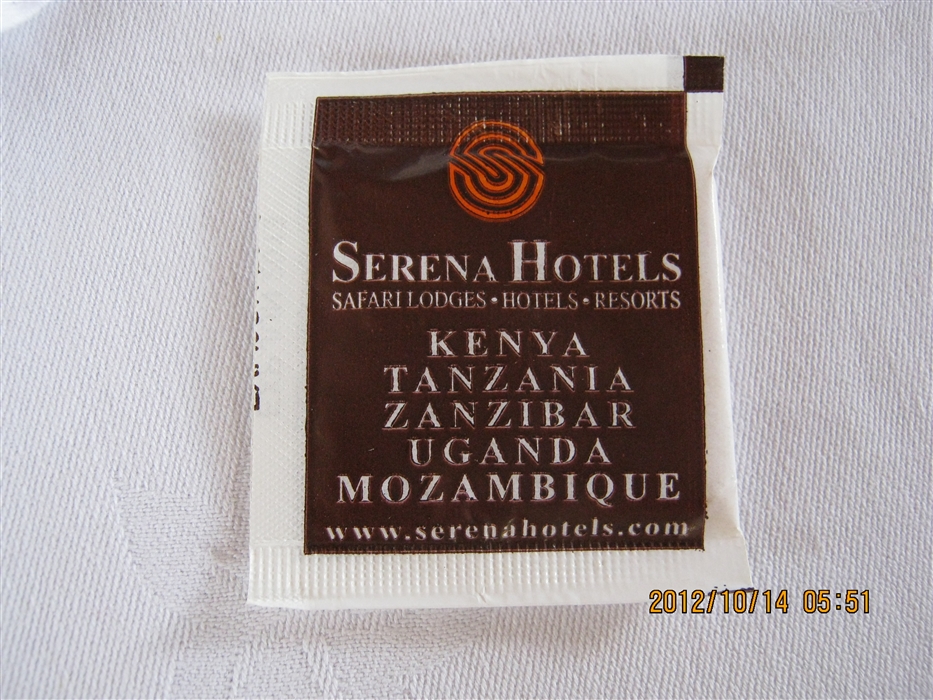 SERENA HOTELS
SAFARI LODGES • HOTELS • RESORTS
KENYA
TANZANIA
ZANZIBAR
UGANDA
MOZAMBIQUE
www.serenahotels.com
2012/10/14 05:51